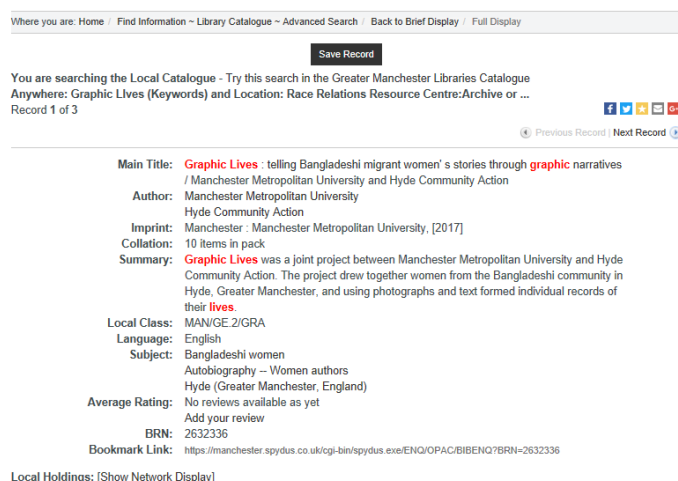 Where you are: Home / Find Information ~ Library Catalogue ~ Advanced Search / Back to Brief Display / Full Display
Save Record
You are searching the Local Catalogue - Try this search in the Greater Manchester Libraries Catalogue
Anywhere: Graphic LIves (Keywords) and Location: Race Relations Resource Centre:Archive or ...
Record 1 of 3
Previous Record | Next Record
Main Title: Graphic Lives : telling Bangladeshi migrant women' s stories through graphic narratives
/ Manchester Metropolitan University and Hyde Community Action
Author: Manchester Metropolitan University
Hyde Community Action
Imprint: Manchester : Manchester Metropolitan University, [2017]
Collation: 10 items in pack
Summary: Graphic Lives was a joint project between Manchester Metropolitan University and Hyde
Community Action. The project drew together women from the Bangladeshi community in
Hyde, Greater Manchester, and using photographs and text formed individual records of
their lives.
Local Class: MAN/GE.2/GRA
Language: English
Subject: Bangladeshi women
Autobiography -- Women authors
Hyde (Greater Manchester, England)
Average Rating: No reviews available as yet
Add your review
BRN: 2632336
Bookmark Link: https://manchester.spydus.co.uk/cgi-bin/spydus.exe/ENQ/OPAC/BIBENQ?BRN=2632336
Local Holdings: [Show Network Display]